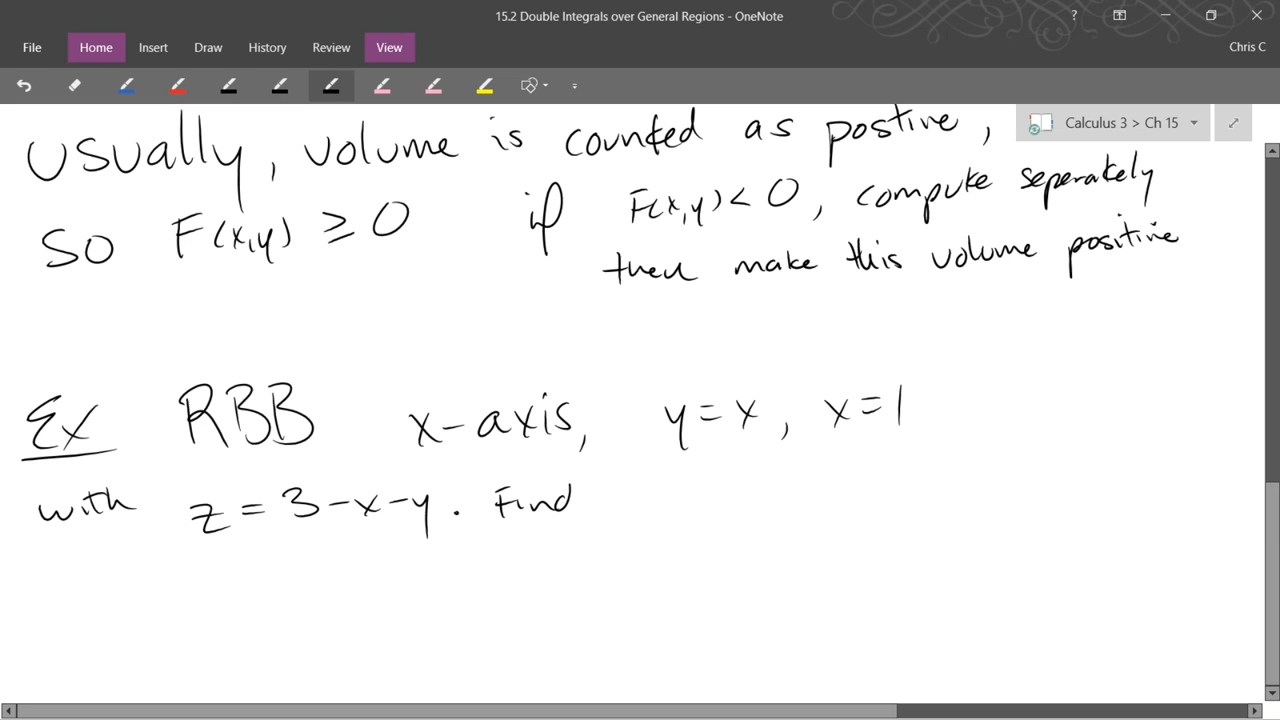 15.2 Double Integrals over General Regions - OneNote
File Home Insert Draw History Review View Chris C
Calculus 3 > Ch 15
Usually, volume is counted as postive,
so F(x,y) ≥ 0 if F(x,y) < 0, compute seperately
then make this volume positive
Ex RBB x-axis, y=x, x=1
with z = 3-x-y. Find